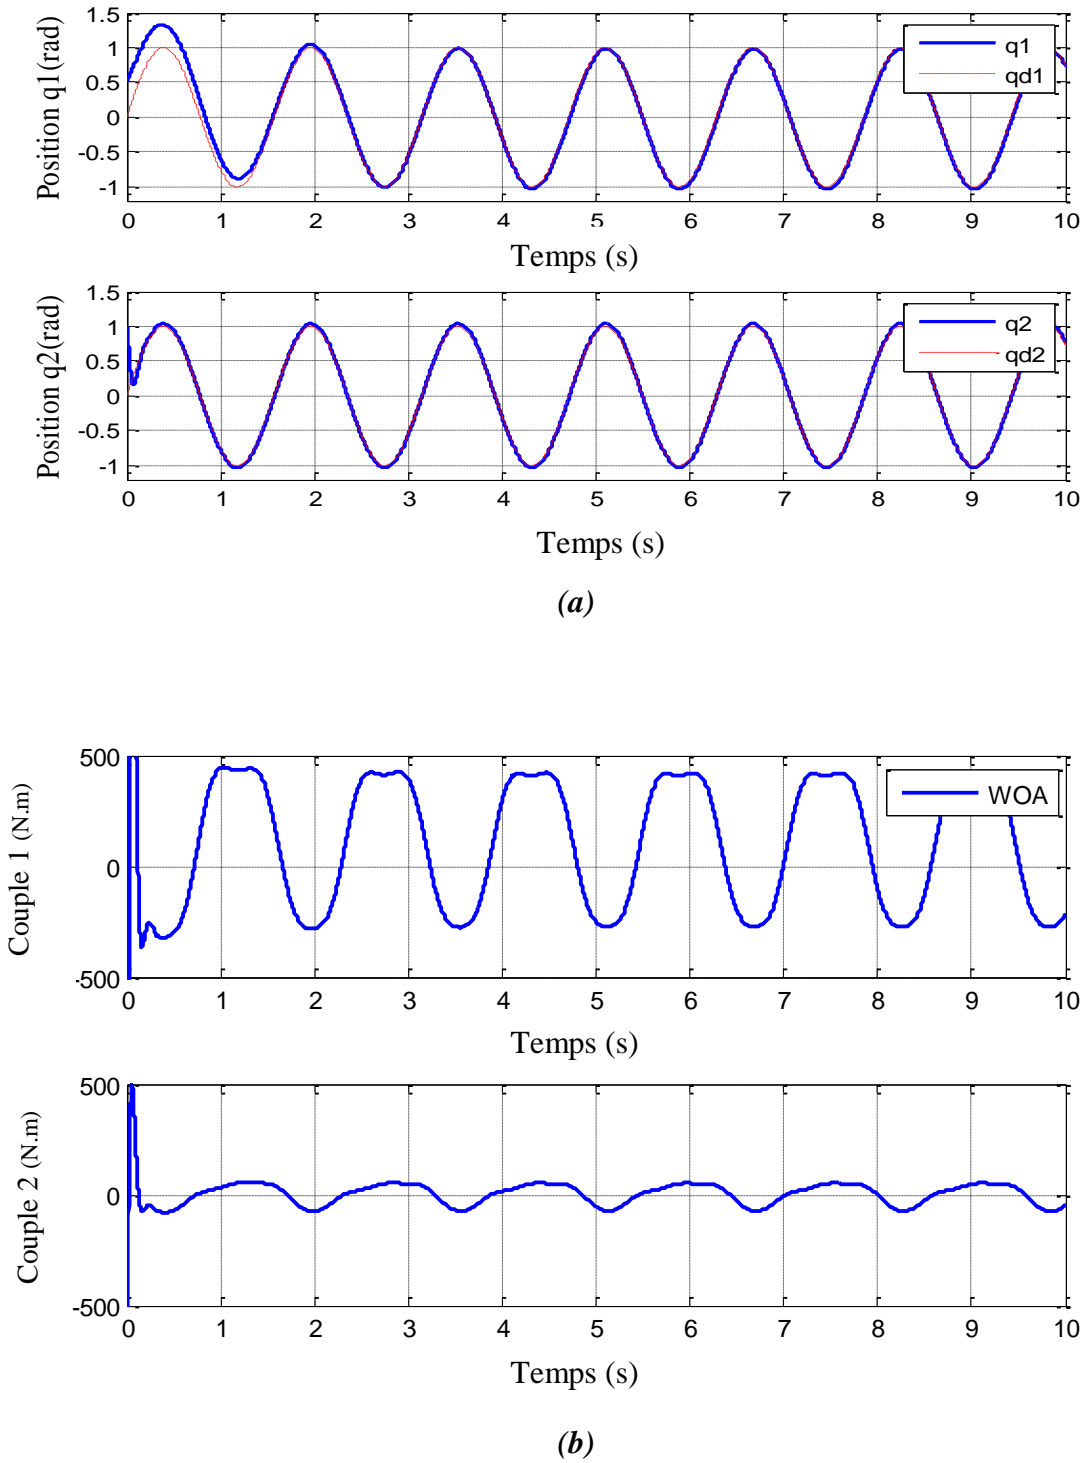 1.5
1
0.5
0
-0.5
-1
Position q1(rad)
q1
qd1
0 1 2 3 4 5 6 7 8 9 10
Temps (s)
1.5
1
0.5
0
-0.5
-1
Position q2(rad)
q2
qd2
0 1 2 3 4 5 6 7 8 9 10
Temps (s)
(a)
500
0
-500
Couple 1 (N.m)
WOA
0 1 2 3 4 5 6 7 8 9 10
Temps (s)
500
0
-500
Couple 2 (N.m)
0 1 2 3 4 5 6 7 8 9 10
Temps (s)
(b)